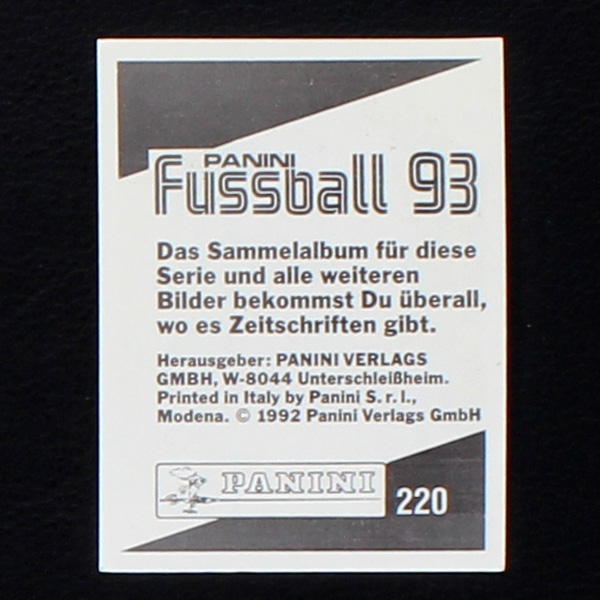 PANINI
Fussball 93
Das Sammelalbum für diese
Serie und alle weiteren
Bilder bekommst Du überall,
wo es Zeitschriften gibt.
Herausgeber: PANINI VERLAGS
GMBH, W-8044 Unterschleißheim.
Printed in Italy by Panini S.r.l.,
Modena. © 1992 Panini Verlags GmbH
PANINI 220